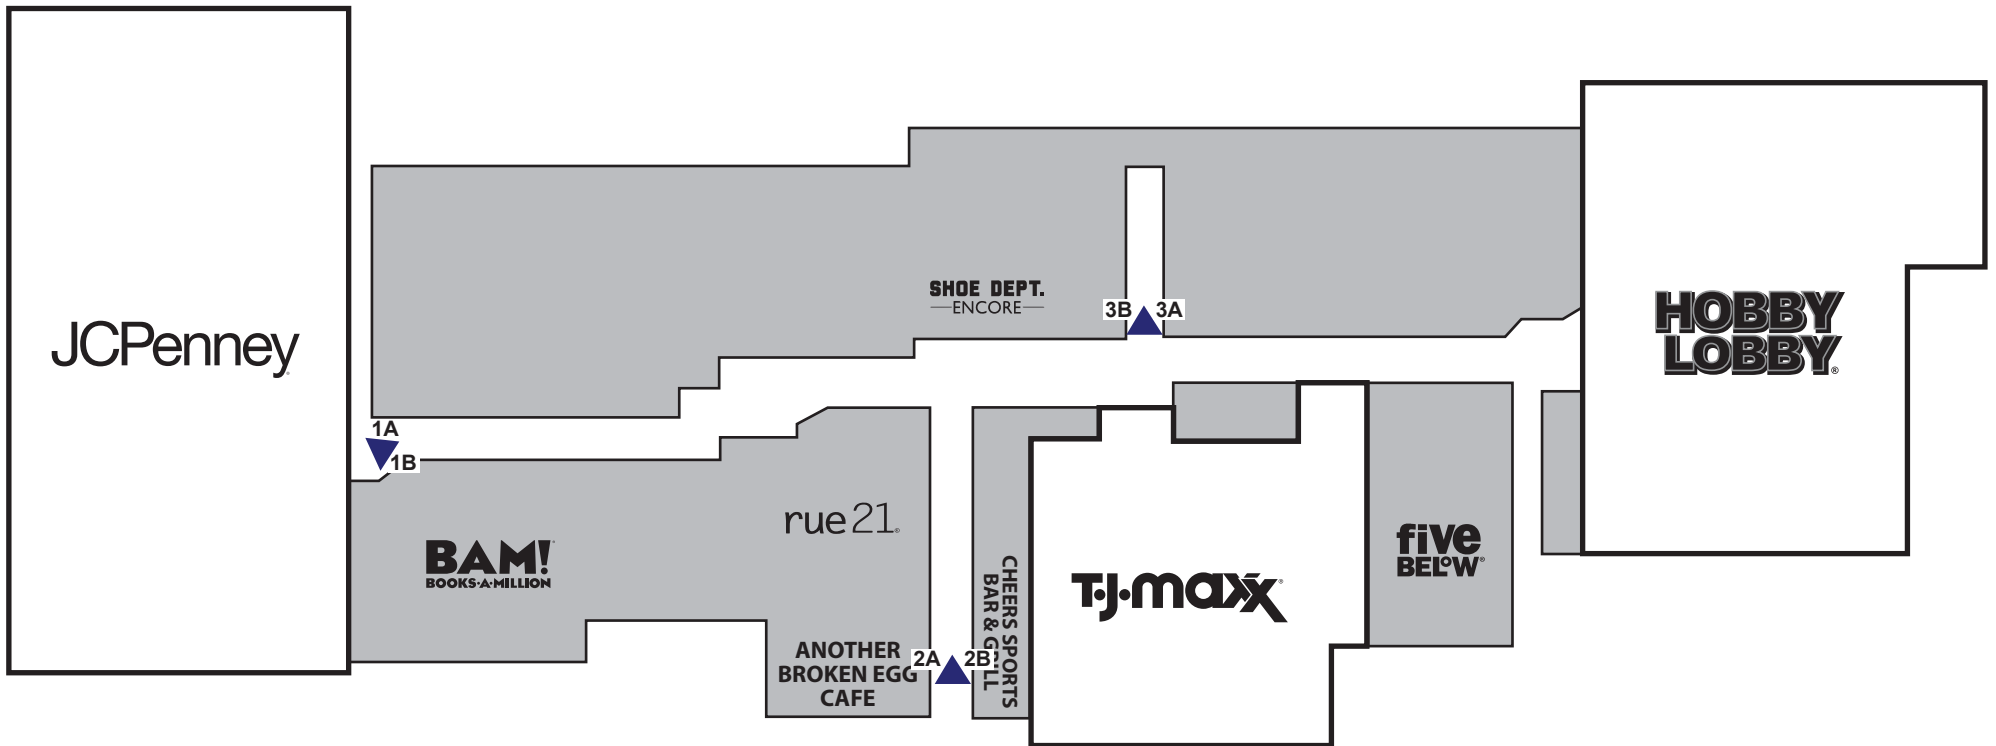 JCPenney
SHOE DEPT.
ENCORE
3B
3A
HOBBY
LOBBY®
1A
1B
BAM!
BOOKS·A·MILLION
rue21®
ANOTHER
BROKEN EGG
CAFE
2A
2B
CHEERS SPORTS
BAR & GRILL
T·J·maxx®
five
BELOW®